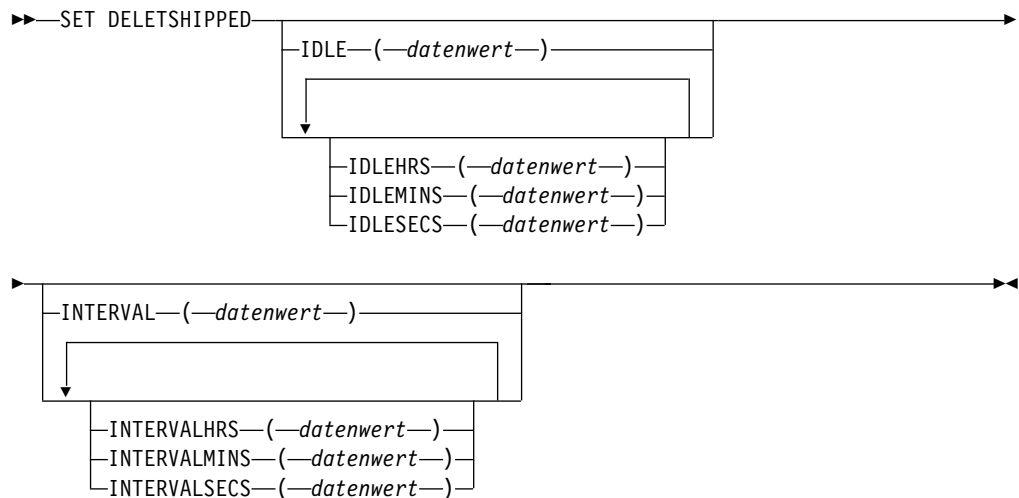 SET DELETSHIPPED
IDLE ( datenwert )
IDLEHRS ( datenwert )
IDLEMINS ( datenwert )
IDLESECS ( datenwert )
INTERVAL ( datenwert )
INTERVALHRS ( datenwert )
INTERVALMINS ( datenwert )
INTERVALSECS ( datenwert )